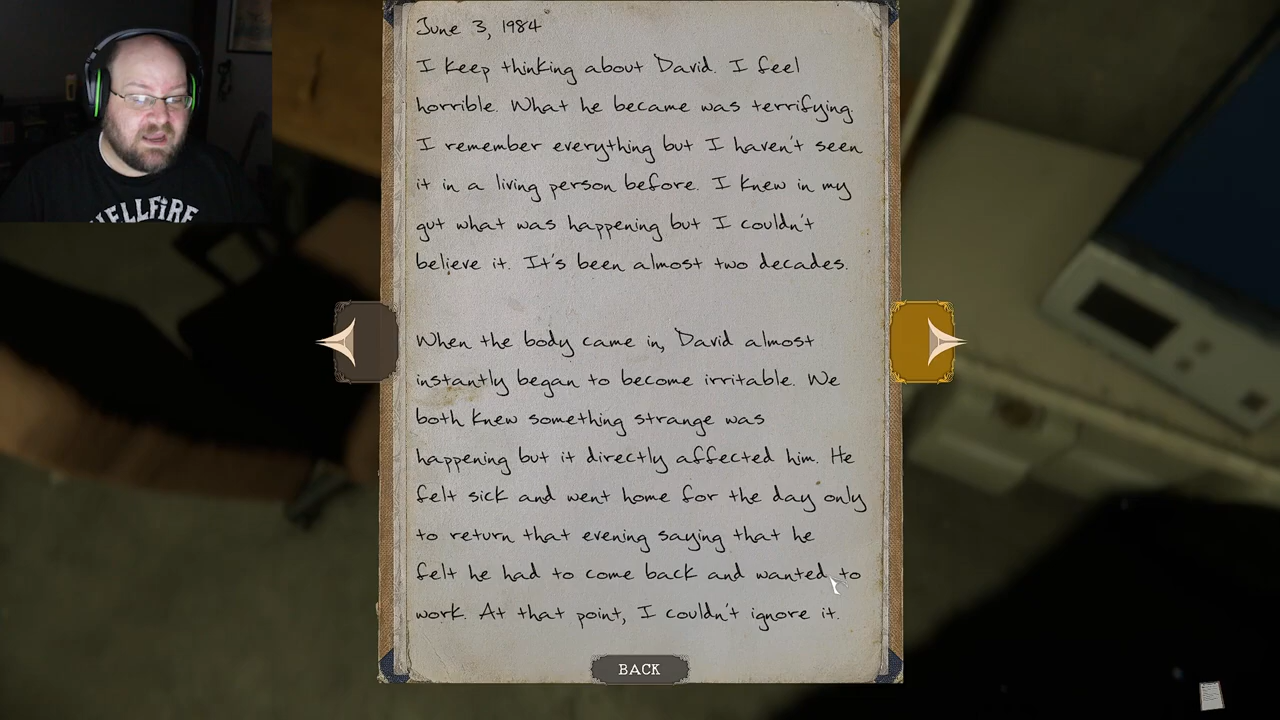 June 3, 1984
I keep thinking about David. I feel
horrible. What he became was terrifying.
I remember everything but I haven't seen
it in a living person before. I knew in my
gut what was happening but I couldn't
believe it. It's been almost two decades.
When the body came in, David almost
instantly began to become irritable. We
both knew something strange was
happening but it directly affected him. He
felt sick and went home for the day only
to return that evening saying that he
felt he had to come back and wanted to
work. At that point, I couldn't ignore it.
BACK
HELLFIRE